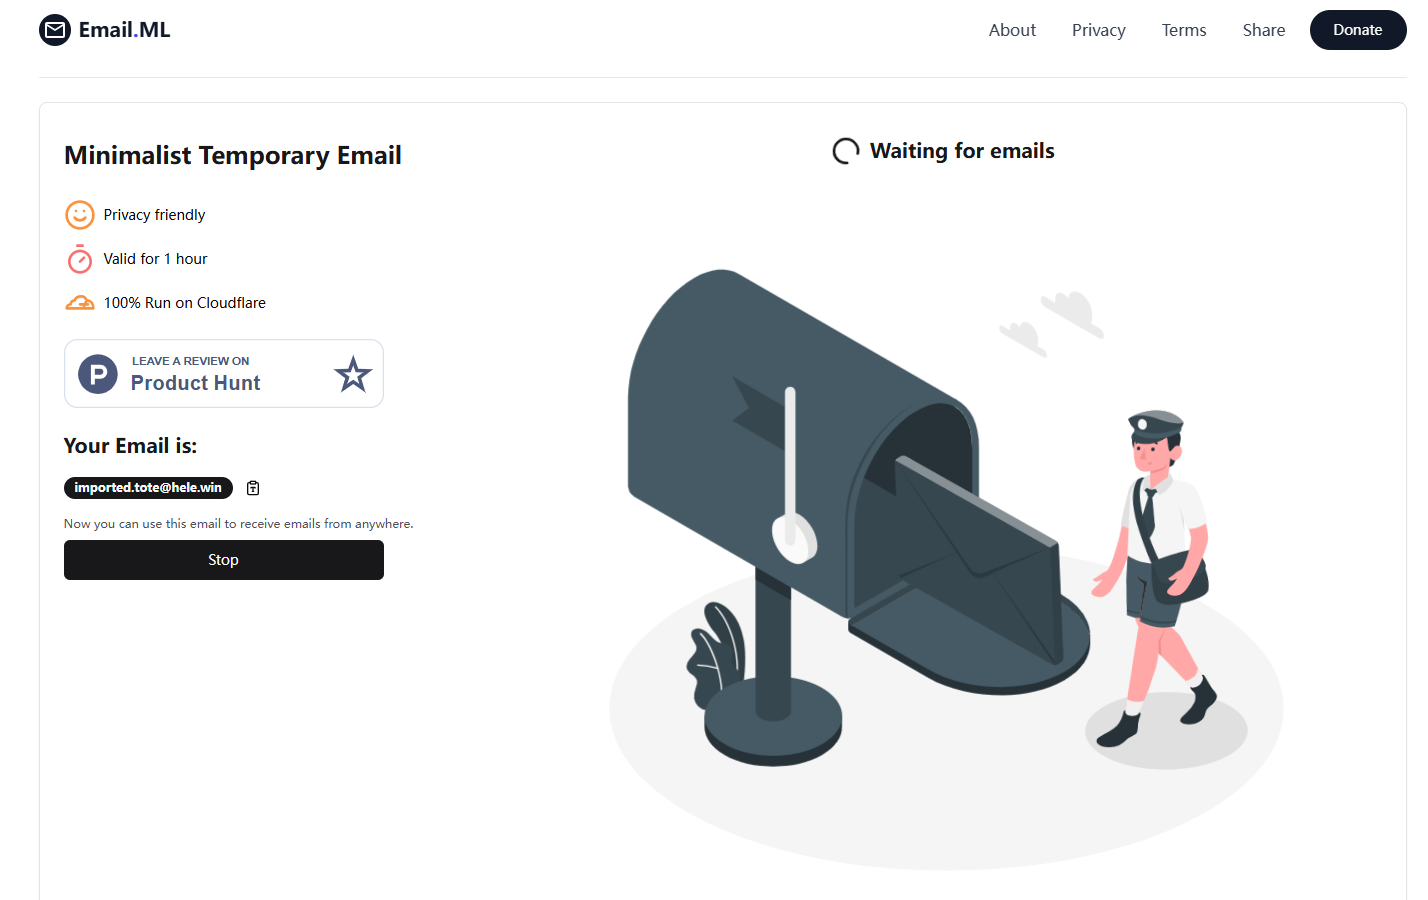 Email.ML
About
Privacy
Terms
Share
Donate
Minimalist Temporary Email
Privacy friendly
Valid for 1 hour
100% Run on Cloudflare
P
LEAVE A REVIEW ON
Product Hunt
Your Email is:
imported.tote@hele.win
Now you can use this email to receive emails from anywhere.
Stop
Waiting for emails